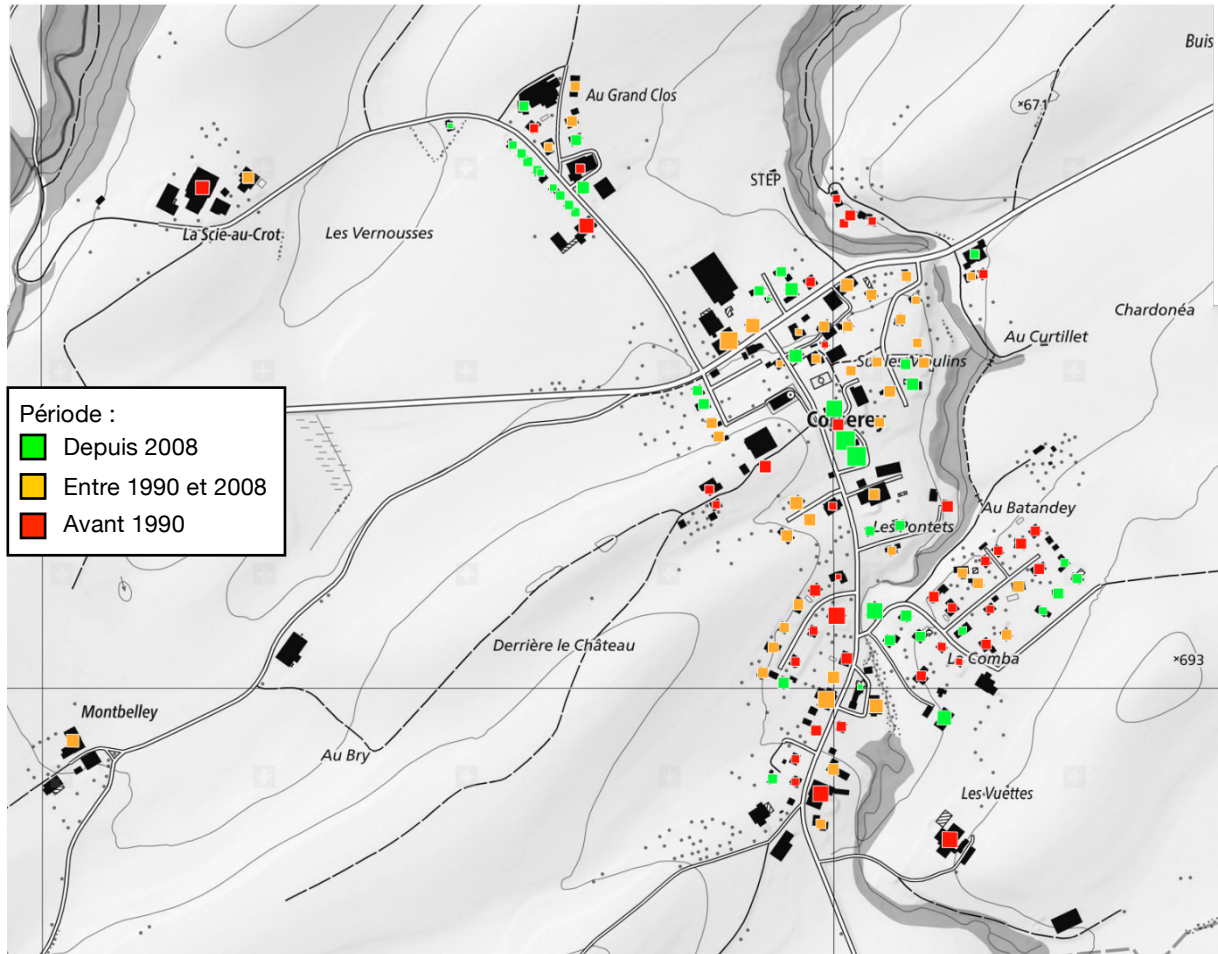 Buis
Au Grand Clos
×671
STEP
La Scie-au-Crot
Les Vernousses
Chardonéa
Au Curtillet
Période :
Depuis 2008
Entre 1990 et 2008
Avant 1990
Au Batandey
Les Pontets
Derrière le Château
La Comba
×693
Montbelley
Au Bry
Les Vuettes